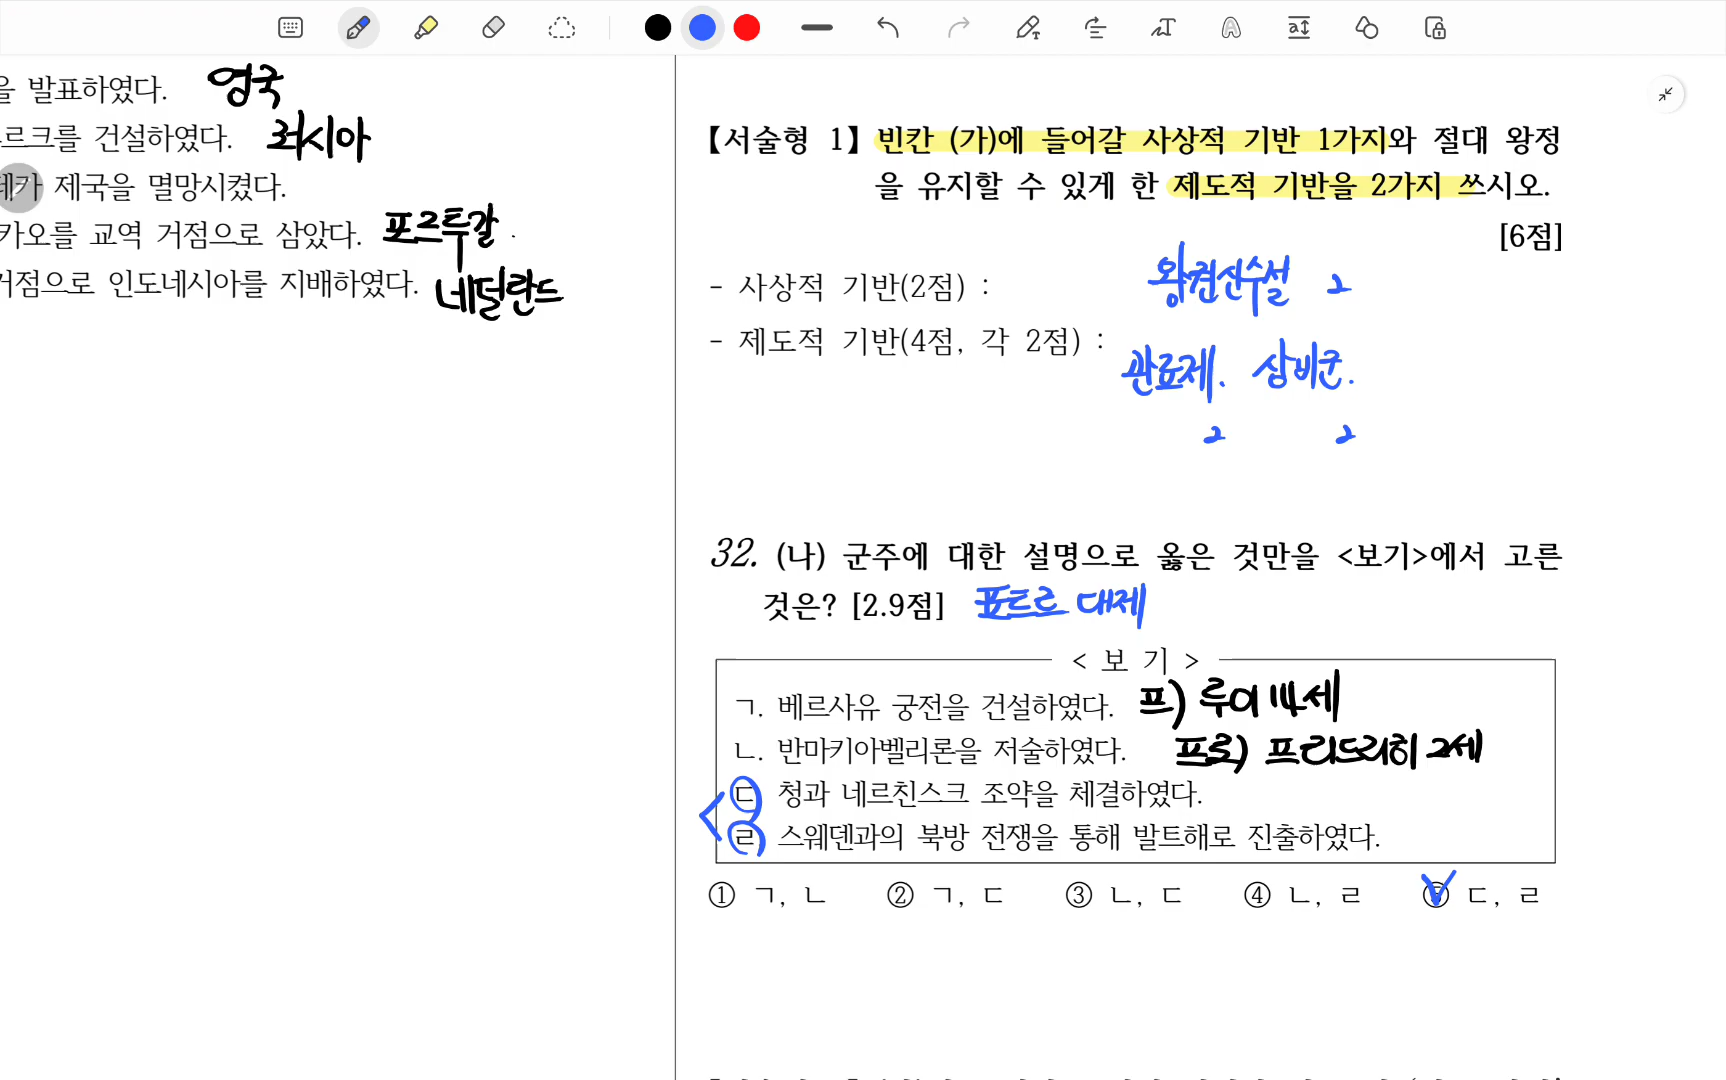 을 발표하였다. 영국
르크를 건설하였다. 러시아
테카 제국을 멸망시켰다.
카오를 교역 거점으로 삼았다. 포르투갈
거점으로 인도네시아를 지배하였다. 네덜란드
【서술형 1】 빈칸 (가)에 들어갈 사상적 기반 1가지와 절대 왕정
을 유지할 수 있게 한 제도적 기반을 2가지 쓰시오.
[6점]
- 사상적 기반(2점) : 왕권신수설 2
- 제도적 기반(4점, 각 2점) : 관료제. 상비군.
2 2
32. (나) 군주에 대한 설명으로 옳은 것만을 <보기>에서 고른
것은? [2.9점] 표트르 대제
< 보 기 >
ㄱ. 베르사유 궁전을 건설하였다. 프) 루이 14세
ㄴ. 반마키아벨리론을 저술하였다. 프로) 프리드리히 2세
ㄷ 청과 네르친스크 조약을 체결하였다.
ㄹ 스웨덴과의 북방 전쟁을 통해 발트해로 진출하였다.
① ㄱ, ㄴ ② ㄱ, ㄷ ③ ㄴ, ㄷ ④ ㄴ, ㄹ ⑤ ㄷ, ㄹ